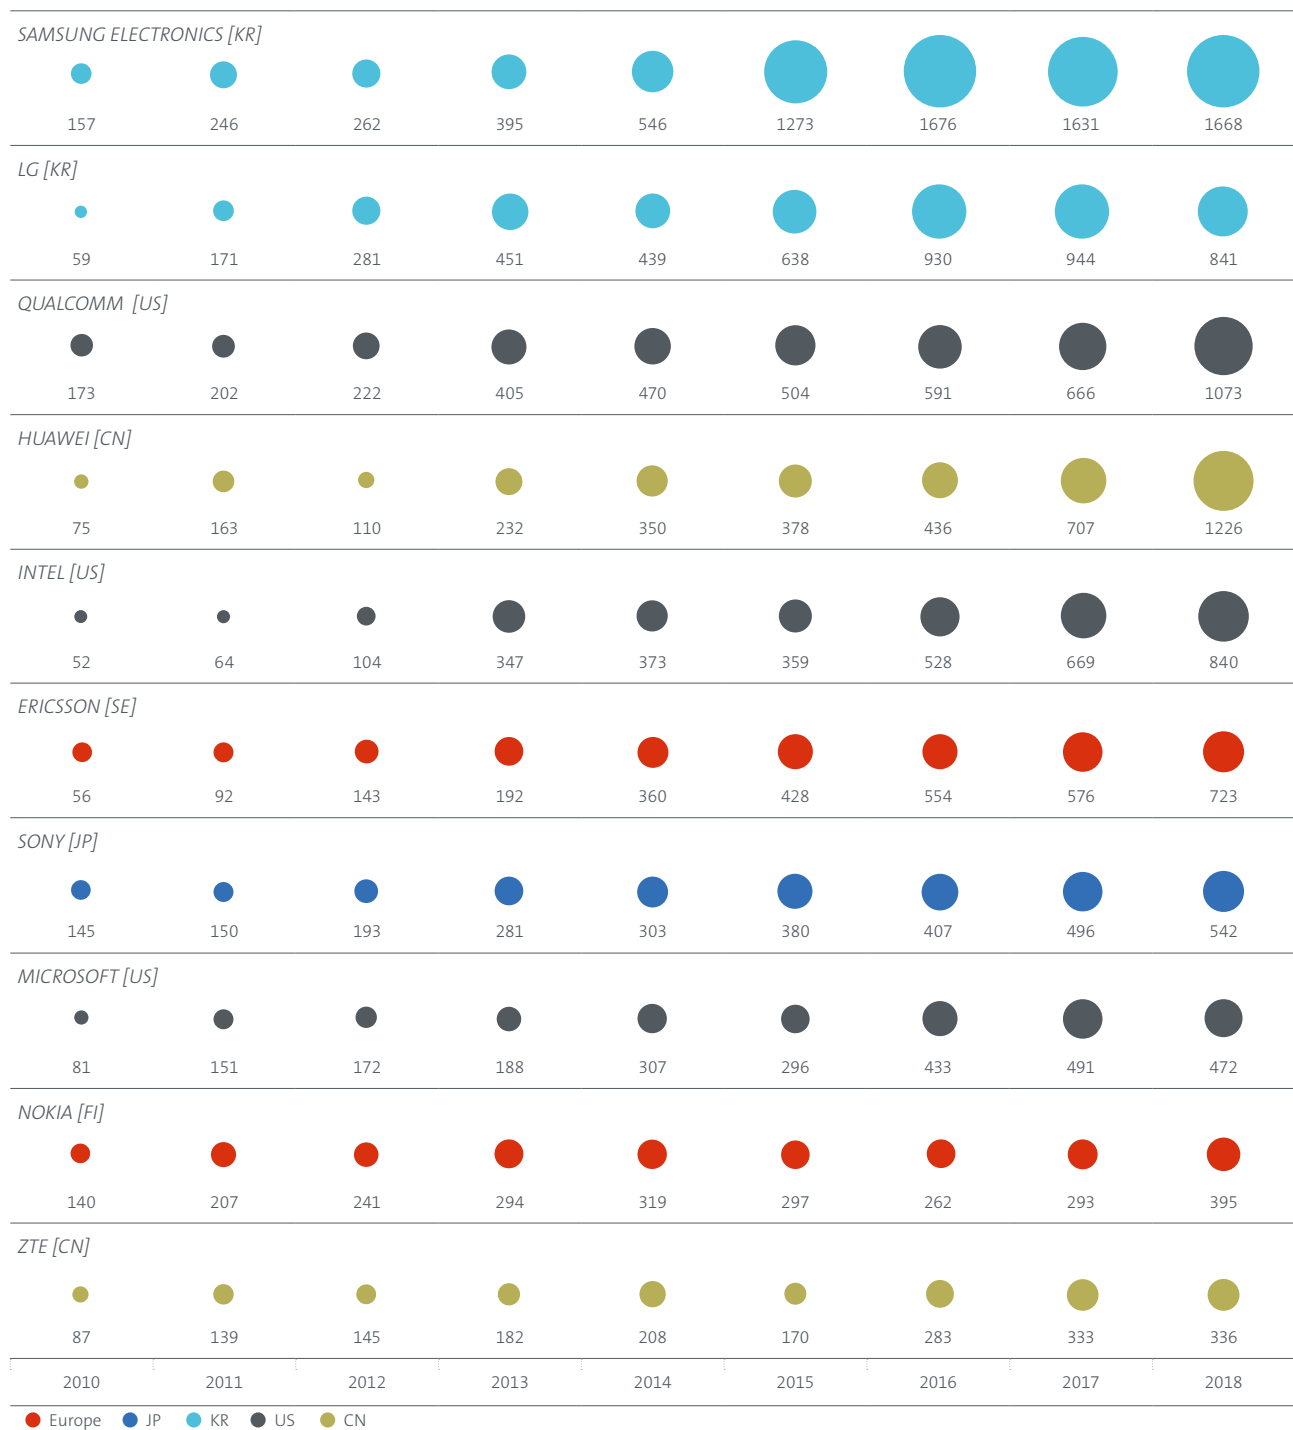 SAMSUNG ELECTRONICS [KR]
157 246 262 395 546 1273 1676 1631 1668
LG [KR]
59 171 281 451 439 638 930 944 841
QUALCOMM [US]
173 202 222 405 470 504 591 666 1073
HUAWEI [CN]
75 163 110 232 350 378 436 707 1226
INTEL [US]
52 64 104 347 373 359 528 669 840
ERICSSON [SE]
56 92 143 192 360 428 554 576 723
SONY [JP]
145 150 193 281 303 380 407 496 542
MICROSOFT [US]
81 151 172 188 307 296 433 491 472
NOKIA [FI]
140 207 241 294 319 297 262 293 395
ZTE [CN]
87 139 145 182 208 170 283 333 336
2010 2011 2012 2013 2014 2015 2016 2017 2018
Europe JP KR US CN